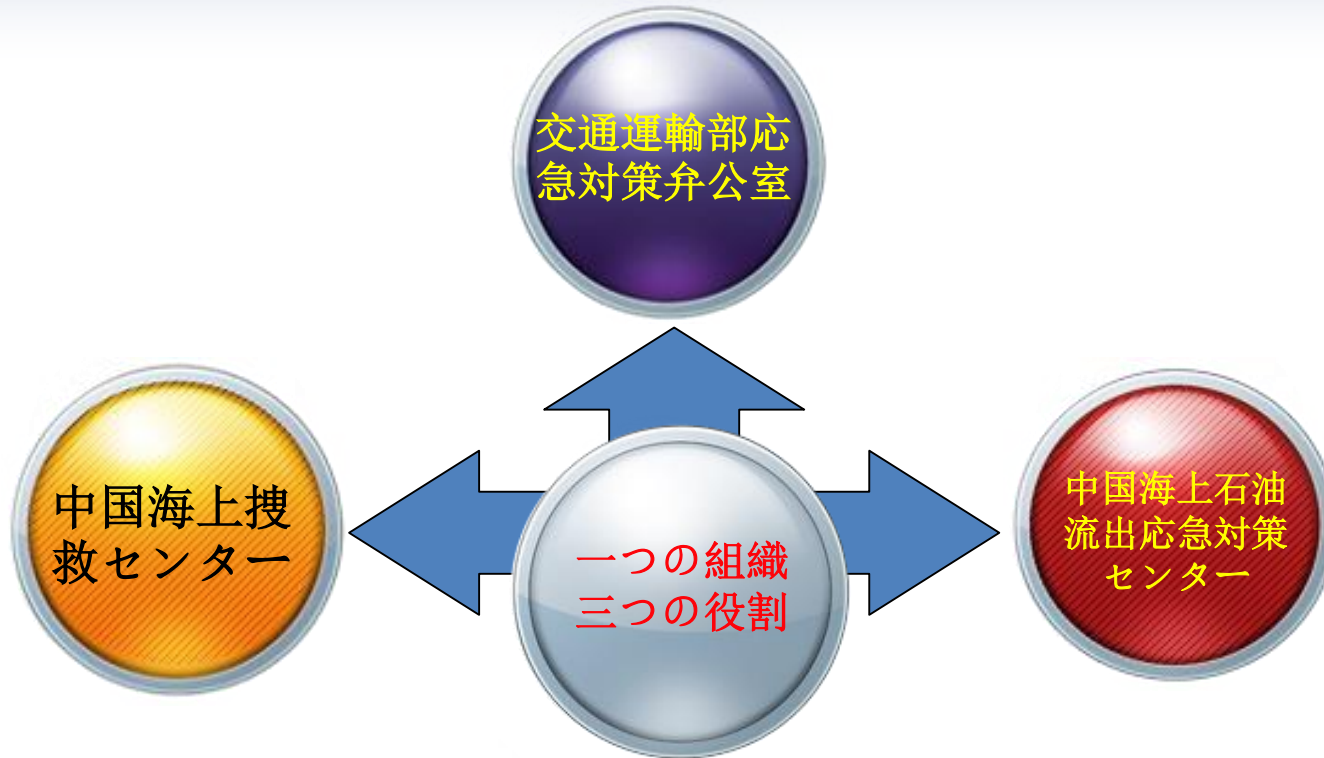 交通運輸部応
急対策弁公室
中国海上捜
救センター
一つの組織
三つの役割
中国海上石油
流出応急対策
センター